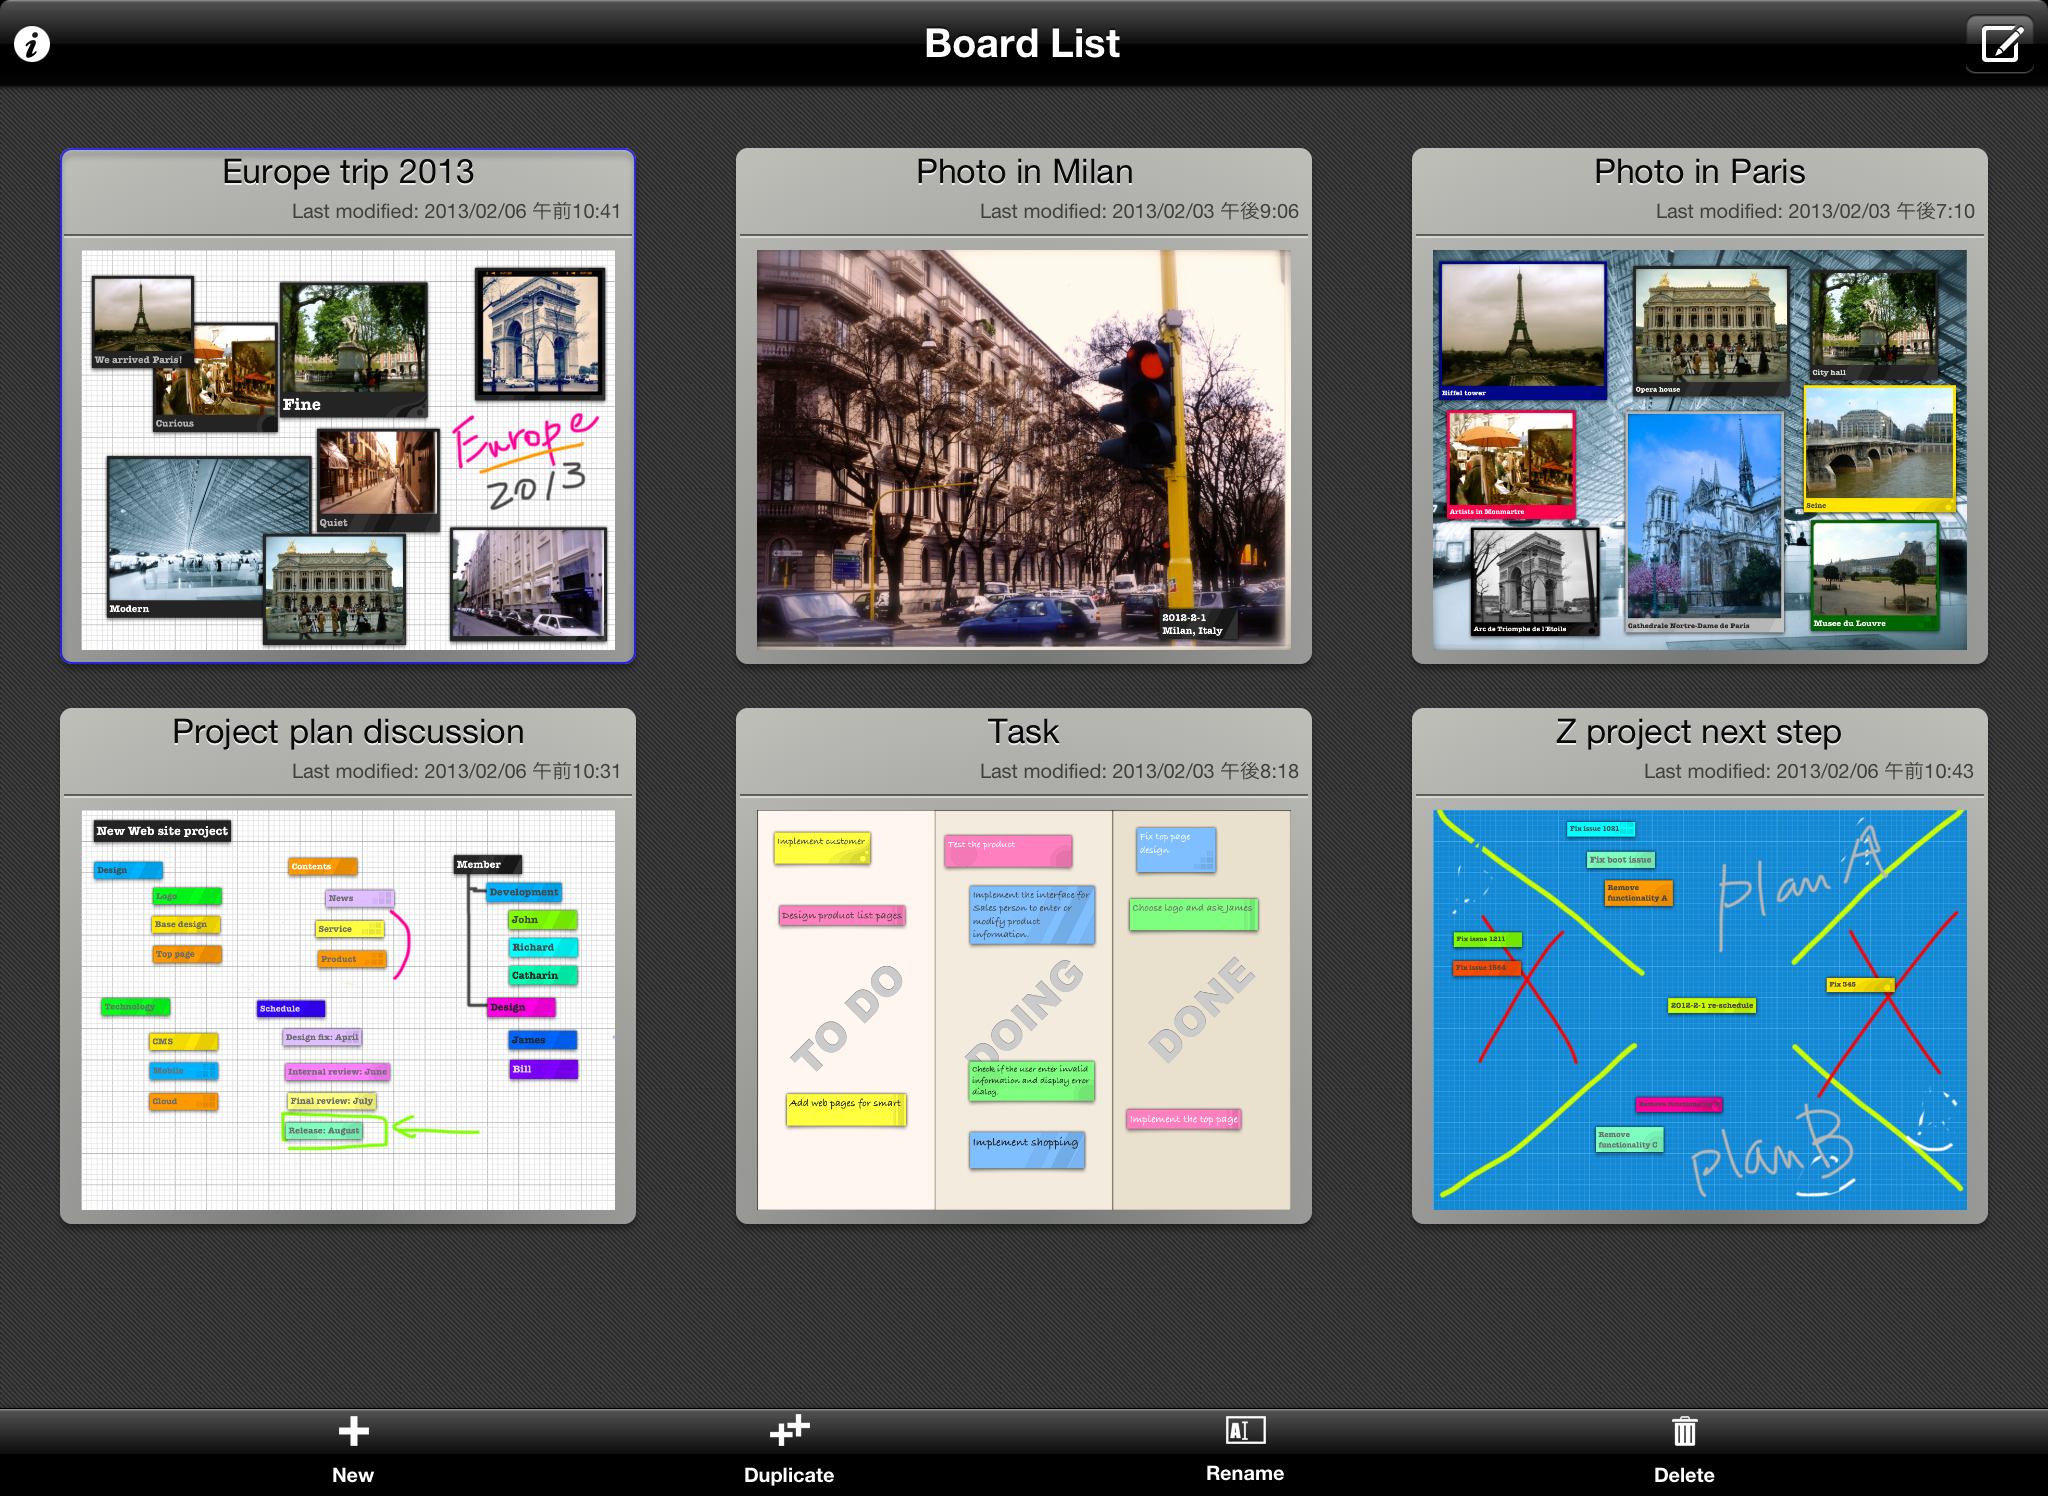 Board List
Europe trip 2013
Last modified: 2013/02/06 午前10:41
We arrived Paris!
Curious
Fine
Quiet
Modern
Europe
2013
Photo in Milan
Last modified: 2013/02/03 午後9:06
2012-2-1
Milan, Italy
Photo in Paris
Last modified: 2013/02/03 午後7:10
Eiffel tower
Opera house
City hall
Artists in Monmartre
Seine
Arc de Triomphe de l'Etoile
Cathedrale Nortre-Dame de Paris
Musee du Louvre
Project plan discussion
Last modified: 2013/02/06 午前10:31
New Web site project
Design
Logo
Base design
Top page
Technology
CMS
Mobile
Cloud
Contents
News
Service
Product
Schedule
Design fix: April
Internal review: June
Final review: July
Release: August
Member
Development
John
Richard
Catharin
Design
James
Bill
Task
Last modified: 2013/02/03 午後8:18
Implement customer
Design product list pages
TO DO
Add web pages for smart
Test the product
Implement the interface for
Sales person to enter or
modify product
information.
DOING
Check if the user enter invalid
information and display error
dialog.
Implement shopping
Fix top page
design
Choose logo and ask James
DONE
Implement the top page
Z project next step
Last modified: 2013/02/06 午前10:43
Fix issue 1021
Fix boot issue
Remove
functionality A
plan A
Fix issue 1211
Fix issue 1564
Fix 345
2012-2-1 re-schedule
Remove
functionality C
plan B
New
Duplicate
Rename
Delete